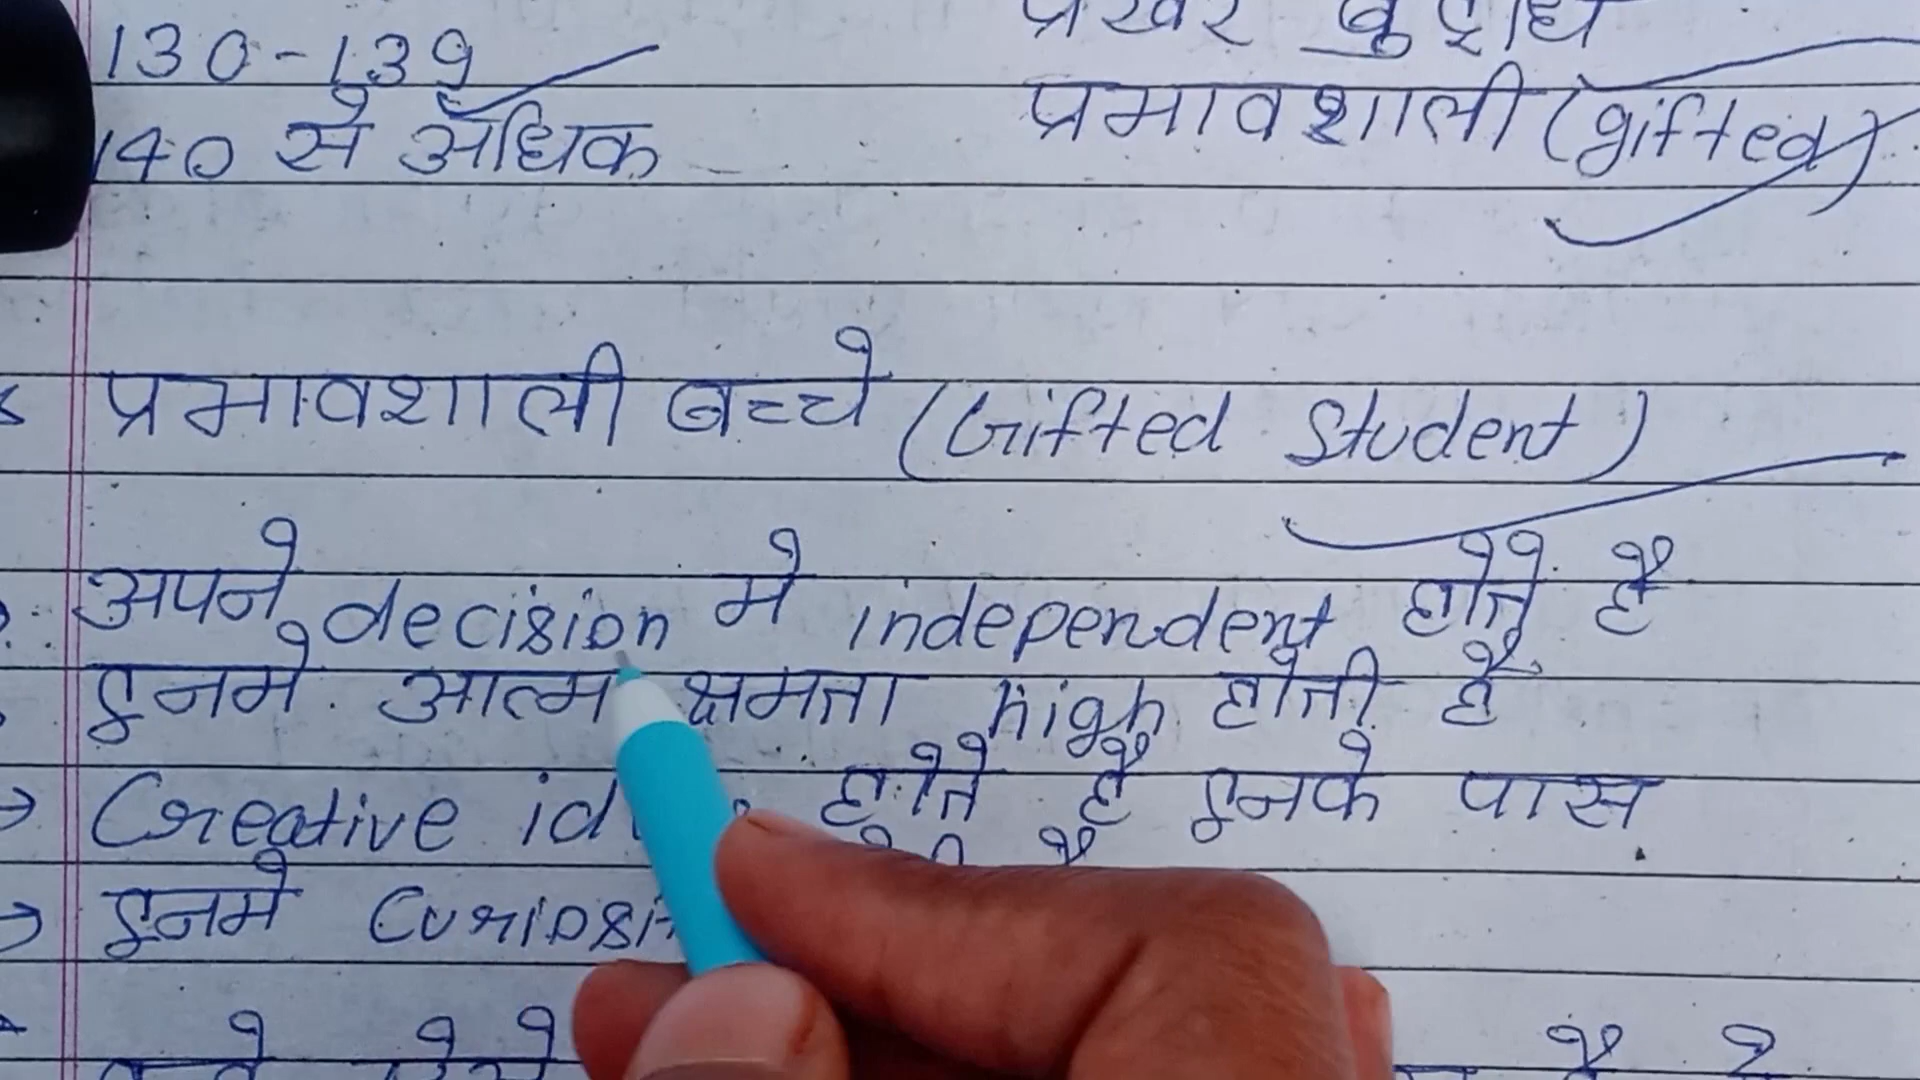 130-139 प्रखर बुद्धि
140 से अधिक प्रभावशाली (gifted)
प्रभावशाली बच्चे (Gifted Student)
अपने decision मे independent होते है
इनमे आत्म क्षमता high होती है
→ Creative होते है इनके पास
→ इनमे